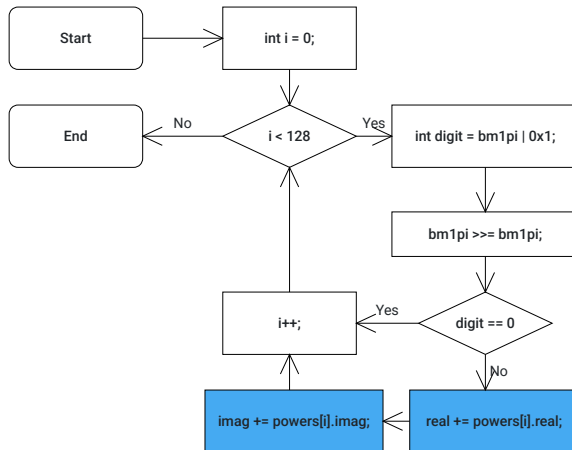 Start
int i = 0;
End
No
i < 128
Yes
int digit = bm1pi | 0x1;
bm1pi >>= bm1pi;
i++;
Yes
digit == 0
No
imag += powers[i].imag;
real += powers[i].real;